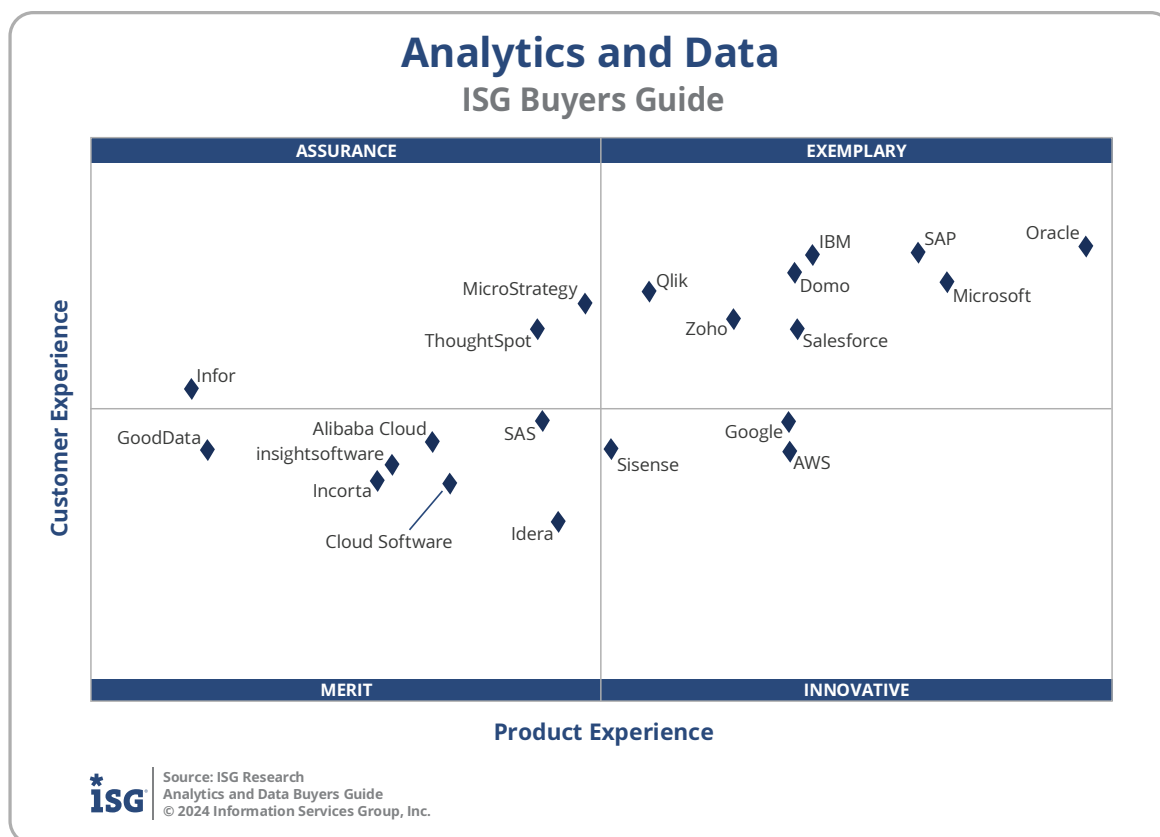 Analytics and Data
ISG Buyers Guide
ASSURANCE
EXEMPLARY
IBM
SAP
Oracle
Qlik
Domo
MicroStrategy
Microsoft
Zoho
ThoughtSpot
Salesforce
Infor
Customer Experience
GoodData
Alibaba Cloud
SAS
Google
insightsoftware
Sisense
AWS
Incorta
Cloud Software
Idera
MERIT
INNOVATIVE
Product Experience
ISG
Source: ISG Research
Analytics and Data Buyers Guide
© 2024 Information Services Group, Inc.